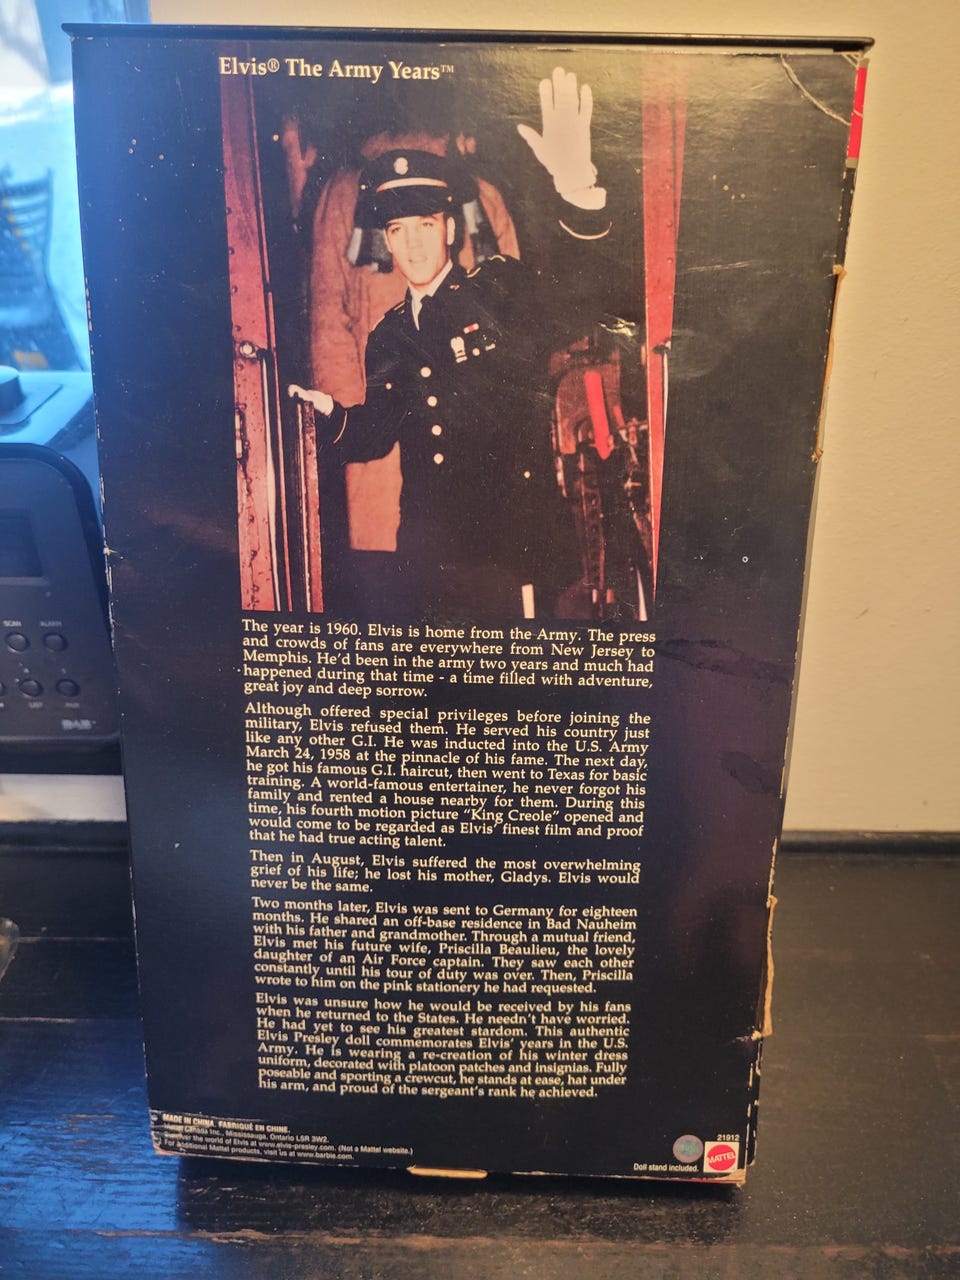 Elvis® The Army Years™
The year is 1960. Elvis is home from the Army. The press
and crowds of fans are everywhere from New Jersey to
Memphis. He'd been in the army two years and much had
happened during that time - a time filled with adventure,
great joy and deep sorrow.
Although offered special privileges before joining the
military, Elvis refused them. He served his country just
like any other G.I. He was inducted into the U.S. Army
March 24, 1958 at the pinnacle of his fame. The next day,
he got his famous G.I. haircut, then went to Texas for basic
training. A world-famous entertainer, he never forgot his
family and rented a house nearby for them. During this
time, his fourth motion picture "King Creole" opened and
would come to be regarded as Elvis' finest film and proof
that he had true acting talent.
Then in August, Elvis suffered the most overwhelming
grief of his life; he lost his mother, Gladys. Elvis would
never be the same.
Two months later, Elvis was sent to Germany for eighteen
months. He shared an off-base residence in Bad Nauheim
with his father and grandmother. Through a mutual friend,
Elvis met his future wife, Priscilla Beaulieu, the lovely
daughter of an Air Force captain. They saw each other
constantly until his tour of duty was over. Then, Priscilla
wrote to him on the pink stationery he had requested.
Elvis was unsure how he would be received by his fans
when he returned to the States. He needn't have worried.
He had yet to see his greatest stardom. This authentic
Elvis Presley doll commemorates Elvis' years in the U.S.
Army. He is wearing a re-creation of his winter dress
uniform, decorated with platoon patches and insignias. Fully
poseable and sporting a crewcut, he stands at ease, hat under
his arm, and proud of the sergeant's rank he achieved.
MADE IN CHINA. FABRIQUÉ EN CHINE.
Canada Inc., Mississauga, Ontario L5R 3W2.
the world of Elvis at www.elvis-presley.com. (Not a Mattel website.)
For additional Mattel products, visit us at www.barbie.com.
21912
Doll stand included.
MATTEL
SCAN ALARM